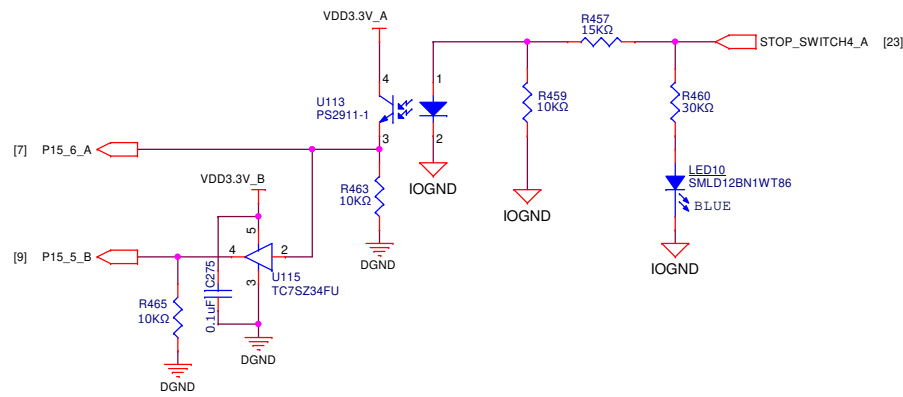 VDD3.3V_A
R457
15KΩ
STOP_SWITCH4_A [23]
4
1
U113
PS2911-1
R459
10KΩ
R460
30KΩ
3
2
[7] P15_6_A
LED10
SMLD12BN1WT86
BLUE
VDD3.3V_B
R463
10KΩ
IOGND
IOGND
IOGND
DGND
[9] P15_5_B
4
5
2
3
U115
TC7SZ34FU
C275
0.1uF
R465
10KΩ
DGND
DGND